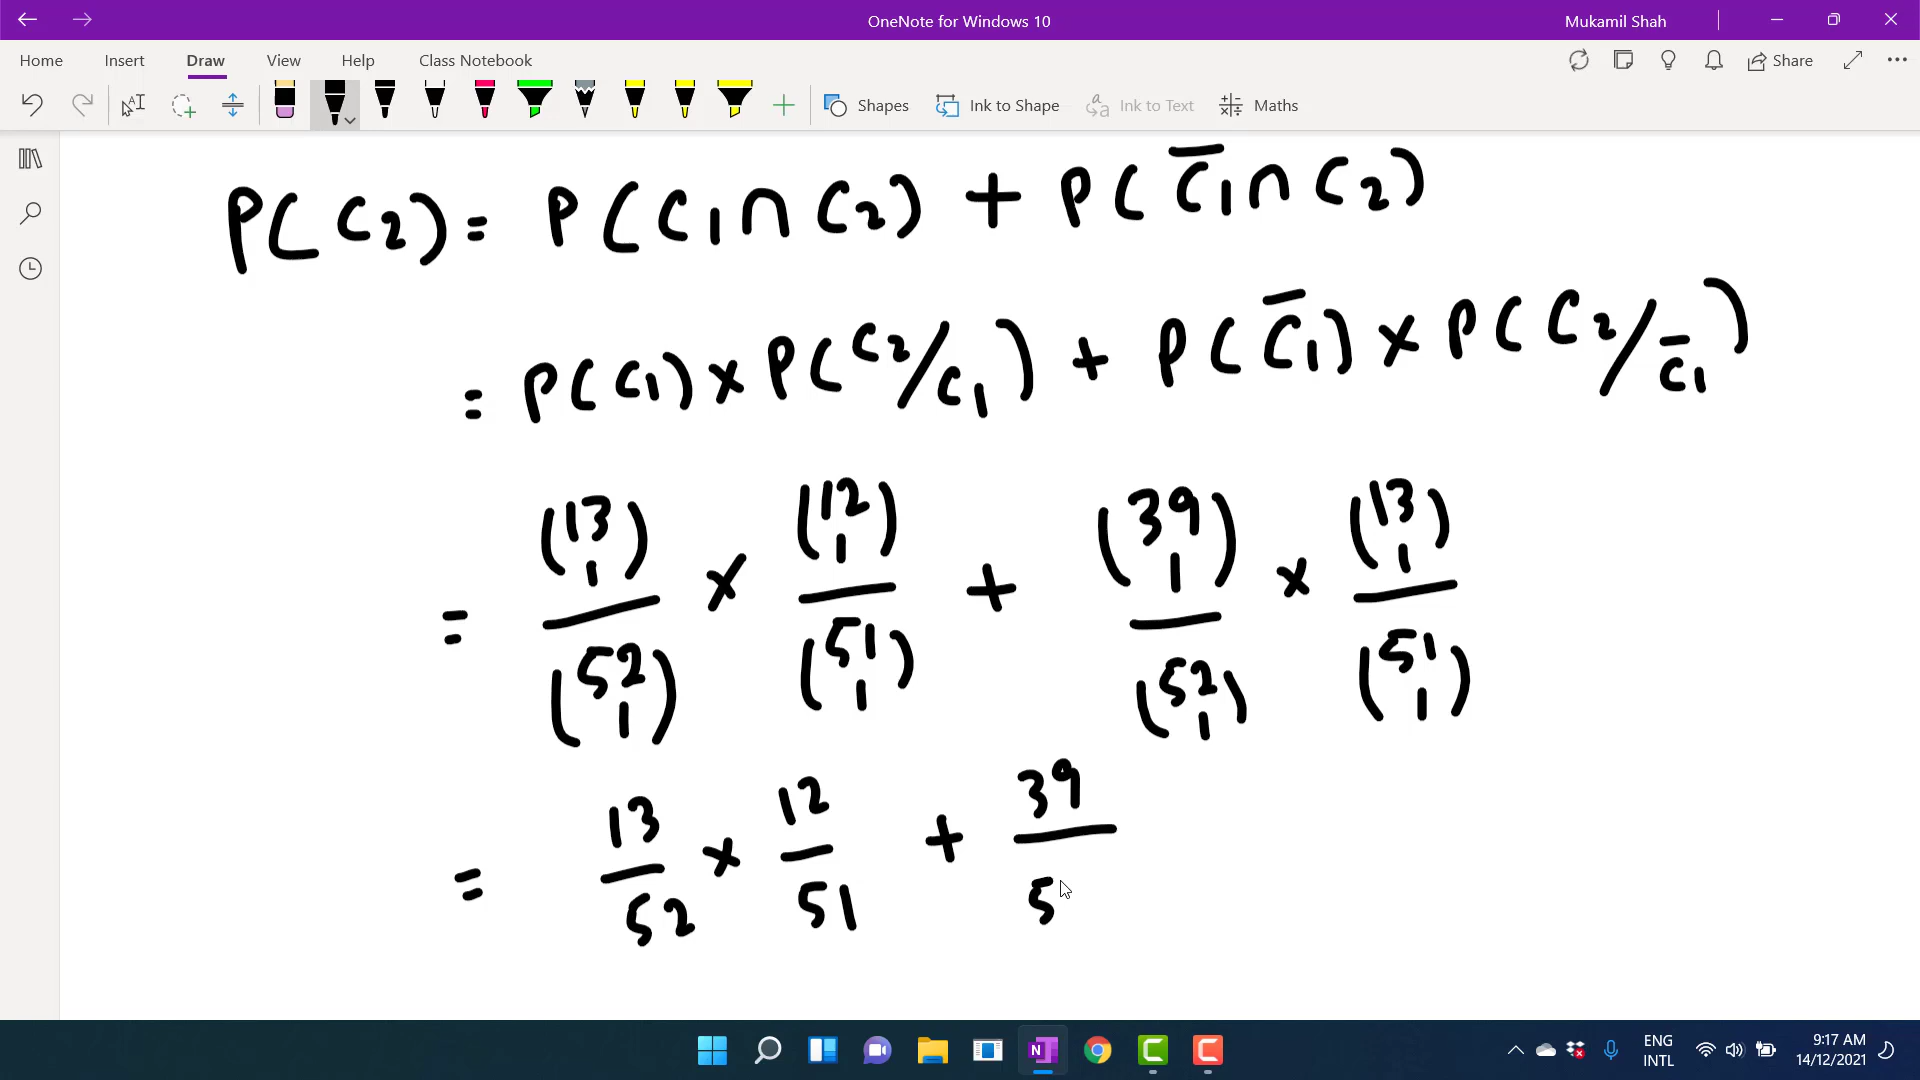 OneNote for Windows 10
Mukamil Shah
Home Insert Draw View Help Class Notebook
Share
Shapes Ink to Shape Ink to Text Maths
P(C2) = P(C1∩C2) + P(C̅1∩C2)
= P(C1) × P(C2/C1) + P(C̅1) × P(C2/C̅1)
= (13 1)/(52 1) × (12 1)/(51 1) + (39 1)/(52 1) × (13 1)/(51 1)
= 13/52 × 12/51 + 39/5
ENG 9:17 AM
INTL 14/12/2021